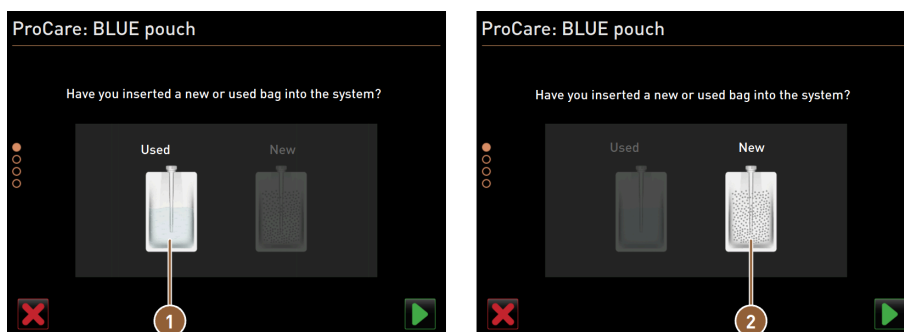 ProCare: BLUE pouch
Have you inserted a new or used bag into the system?
Used New
1
ProCare: BLUE pouch
Have you inserted a new or used bag into the system?
Used New
2